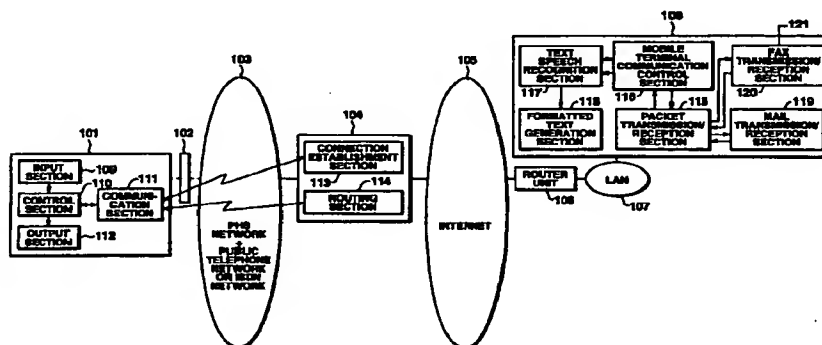 103
105
108
121
TEXT
SPEECH
RECOGNITION
SECTION
MOBILE
TERMINAL
COMMUNICATION
CONTROL
SECTION
FAX
TRANSMISSION/
RECEPTION
SECTION
117
116
120
118
115
119
FORMATTED
TEXT
GENERATION
SECTION
PACKET
TRANSMISSION/
RECEPTION
SECTION
MAIL
TRANSMISSION/
RECEPTION
SECTION
101
102
104
INPUT
SECTION
109
111
110
CONTROL
SECTION
COMMUNI-
CATION
SECTION
OUTPUT
SECTION
112
CONNECTION
ESTABLISHMENT
SECTION
113
114
ROUTING
SECTION
PHS
NETWORK
+
PUBLIC
TELEPHONE
NETWORK
OR ISDN
NETWORK
INTERNET
ROUTER
UNIT
106
LAN
107